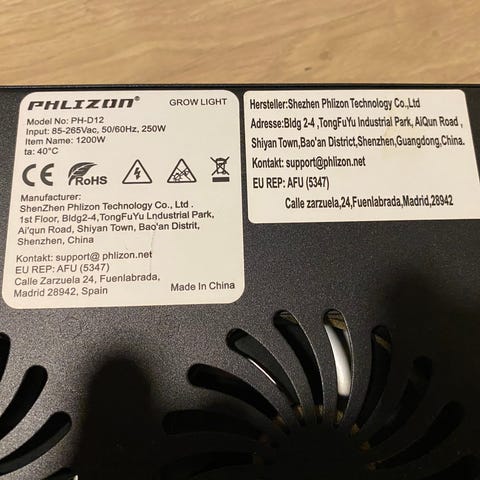 PHLIZON®
GROW LIGHT
Model No: PH-D12
Input: 85-265Vac, 50/60Hz, 250W
Item Name: 1200W
ta: 40°C
CE RoHS
Manufacturer:
ShenZhen Phlizon Technology Co., Ltd .
1st Floor, Bldg2-4,TongFuYu Lndustrial Park,
Ai'qun Road, Shiyan Town, Bao'an Distrit,
Shenzhen, China
Kontakt: support@ phlizon.net
EU REP: AFU (5347)
Calle Zarzuela 24, Fuenlabrada,
Madrid 28942, Spain
Made In China
Hersteller:Shezhen Phlizon Technology Co.,Ltd
Adresse:Bldg 2-4 ,TongFuYu Industrial Park, AiQun Road ,
Shiyan Town,Bao'an District,Shenzhen,Guangdong,China.
Kontakt: support@phlizon.net
EU REP: AFU (5347)
Calle zarzuela,24,Fuenlabrada,Madrid,28942